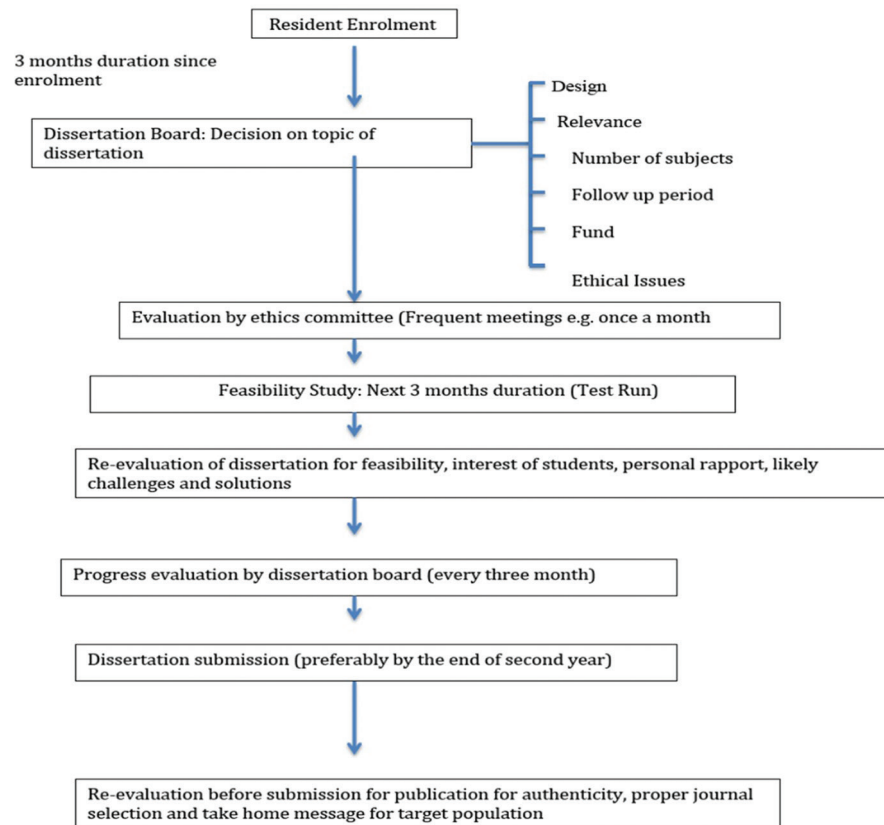 Resident Enrolment
3 months duration since
enrolment
Design
Relevance
Number of subjects
Follow up period
Fund
Ethical Issues
Dissertation Board: Decision on topic of
dissertation
Evaluation by ethics committee (Frequent meetings e.g. once a month
Feasibility Study: Next 3 months duration (Test Run)
Re-evaluation of dissertation for feasibility, interest of students, personal rapport, likely
challenges and solutions
Progress evaluation by dissertation board (every three month)
Dissertation submission (preferably by the end of second year)
Re-evaluation before submission for publication for authenticity, proper journal
selection and take home message for target population